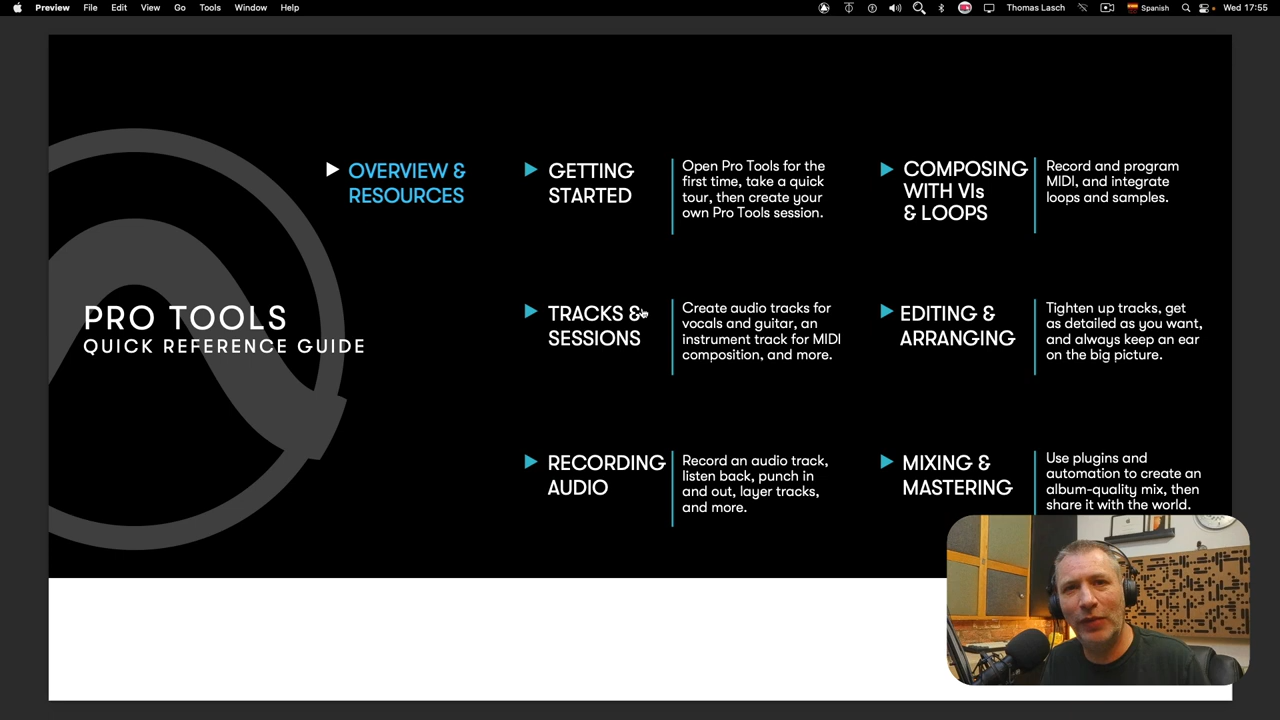 Preview File Edit View Go Tools Window Help Thomas Lasch Spanish Wed 17:55
PRO TOOLS
QUICK REFERENCE GUIDE
OVERVIEW &
RESOURCES
GETTING
STARTED
Open Pro Tools for the
first time, take a quick
tour, then create your
own Pro Tools session.
COMPOSING
WITH VIs
& LOOPS
Record and program
MIDI, and integrate
loops and samples.
TRACKS &
SESSIONS
Create audio tracks for
vocals and guitar, an
instrument track for MIDI
composition, and more.
EDITING &
ARRANGING
Tighten up tracks, get
as detailed as you want,
and always keep an ear
on the big picture.
RECORDING
AUDIO
Record an audio track,
listen back, punch in
and out, layer tracks,
and more.
MIXING &
MASTERING
Use plugins and
automation to create an
album-quality mix, then
share it with the world.